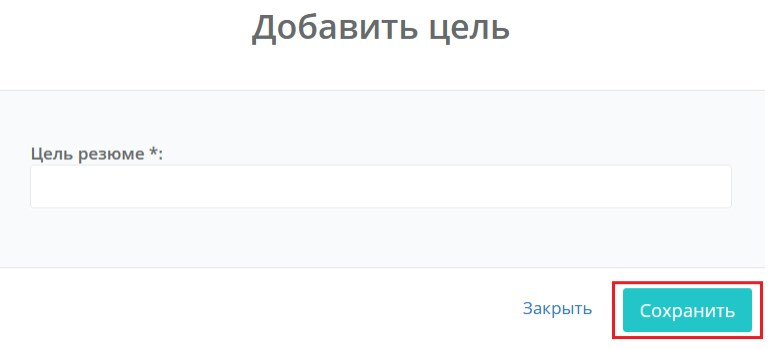 Добавить цель
Цель резюме *:
Закрыть
Сохранить